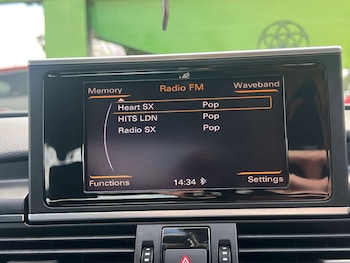 Memory Radio FM Waveband
Heart SX Pop
HITS LDN Pop
Radio SX Pop
Functions 14:34 Settings